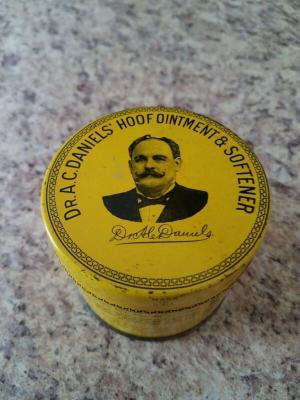 DR. A.C. DANIELS' HOOF OINTMENT & SOFTENER
Dr. A. C. Daniels.